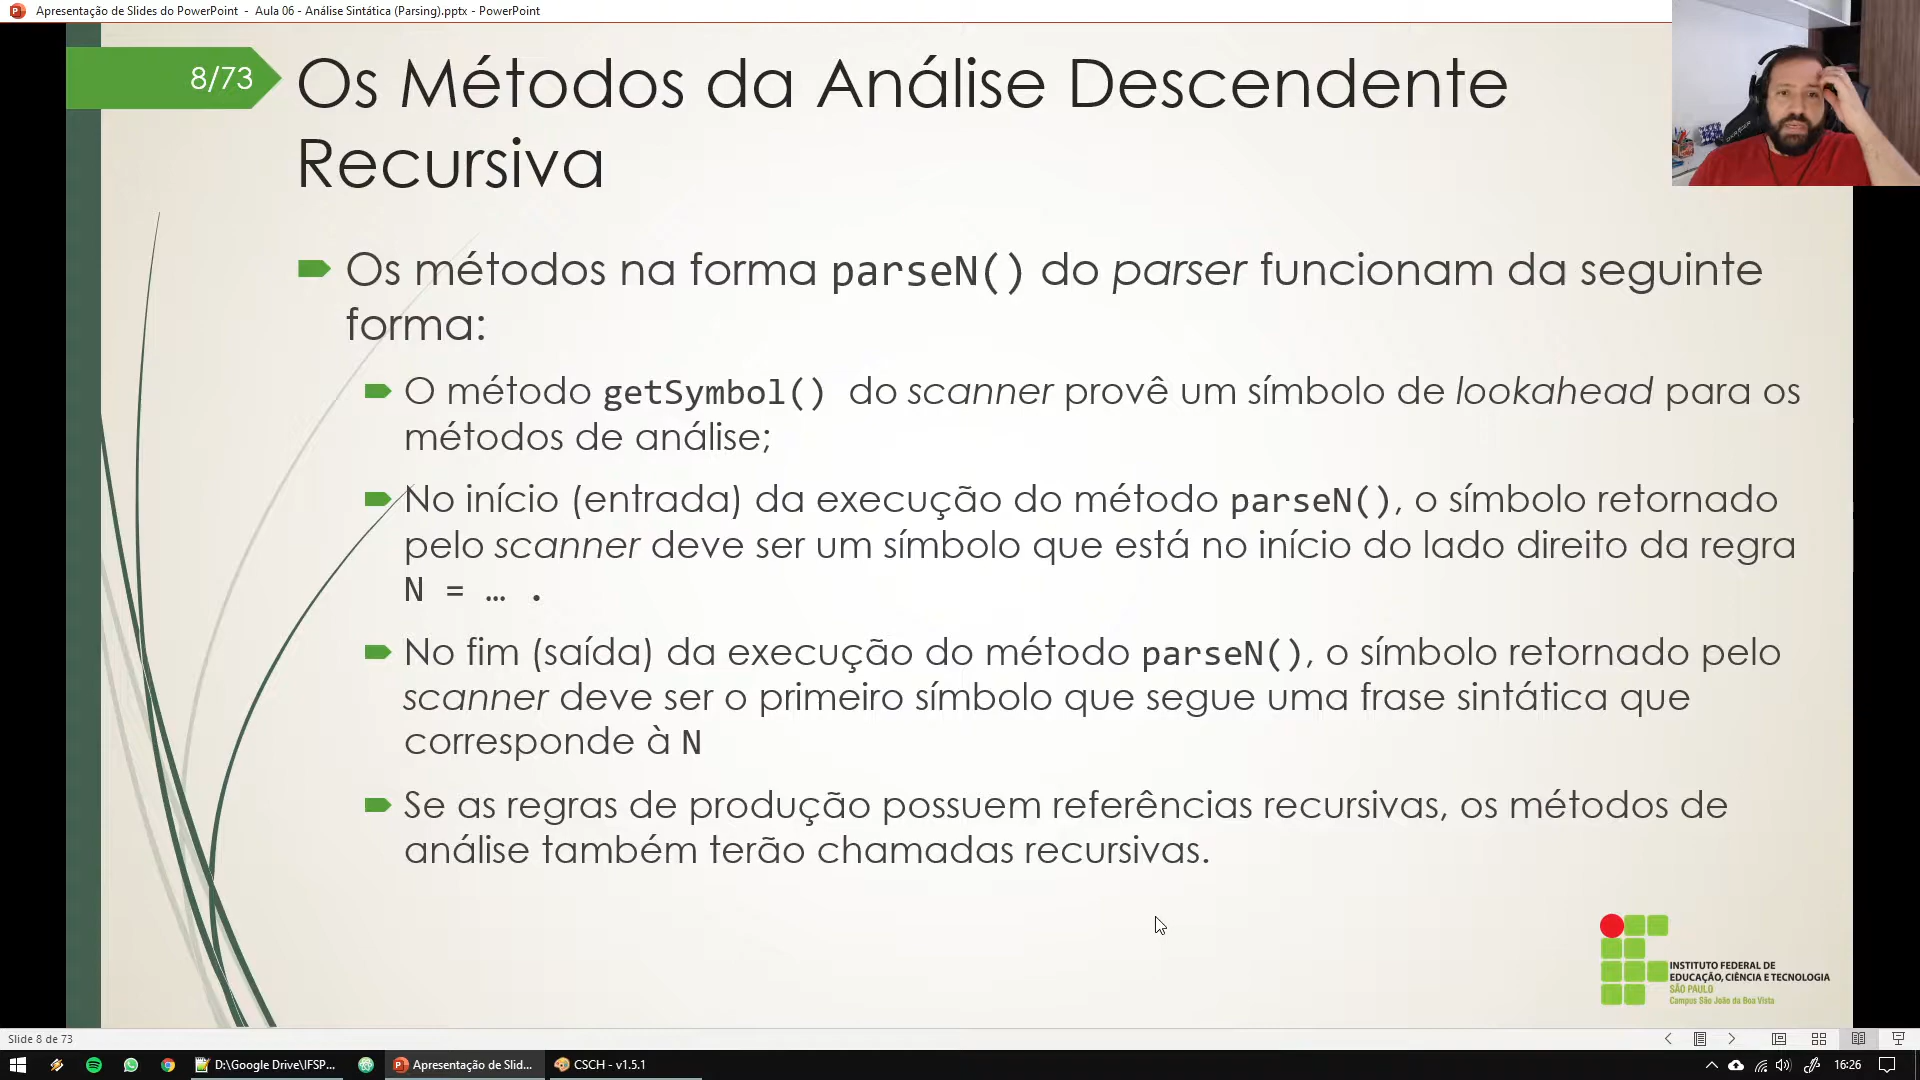 Apresentação de Slides do PowerPoint - Aula 06 - Análise Sintática (Parsing).pptx - PowerPoint
8/73
Os Métodos da Análise Descendente
Recursiva
Os métodos na forma parseN() do parser funcionam da seguinte
forma:
O método getSymbol() do scanner provê um símbolo de lookahead para os
métodos de análise;
No início (entrada) da execução do método parseN(), o símbolo retornado
pelo scanner deve ser um símbolo que está no início do lado direito da regra
N = … .
No fim (saída) da execução do método parseN(), o símbolo retornado pelo
scanner deve ser o primeiro símbolo que segue uma frase sintática que
corresponde à N
Se as regras de produção possuem referências recursivas, os métodos de
análise também terão chamadas recursivas.
INSTITUTO FEDERAL DE
EDUCAÇÃO, CIÊNCIA E TECNOLOGIA
SÃO PAULO
Campus São João da Boa Vista
Slide 8 de 73
D:\Google Drive\IFSP...
Apresentação de Slid...
CSCH - v1.5.1
16:26